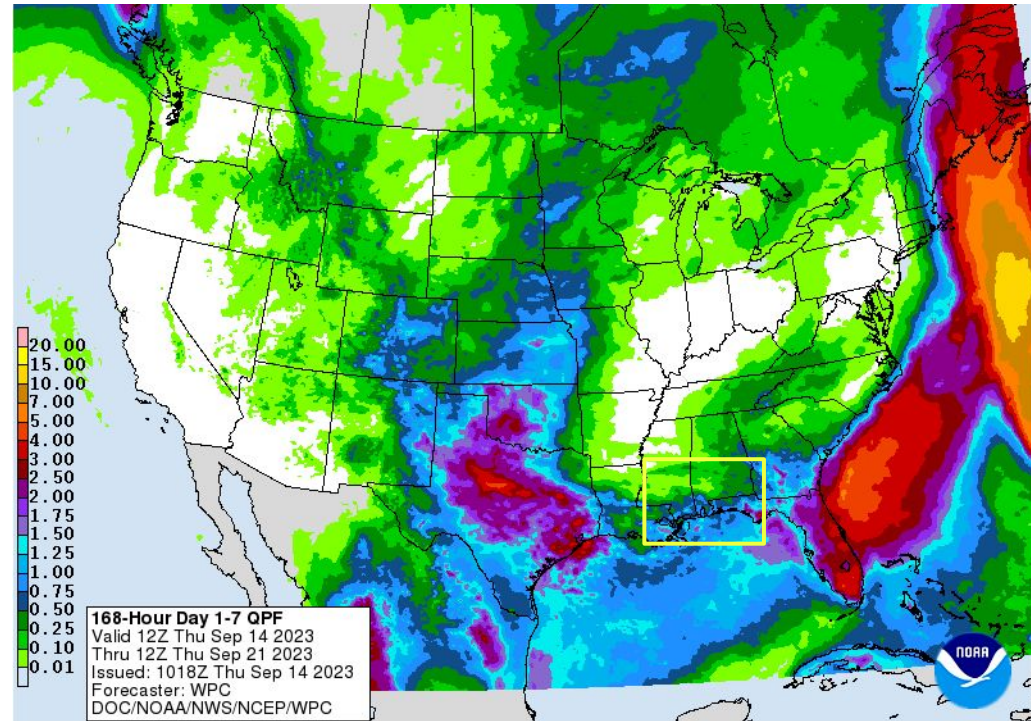 20.00
15.00
10.00
7.00
5.00
4.00
3.00
2.50
2.00
1.75
1.50
1.25
1.00
0.75
0.50
0.25
0.10
0.01
168-Hour Day 1-7 QPF
Valid 12Z Thu Sep 14 2023
Thru 12Z Thu Sep 21 2023
Issued: 1018Z Thu Sep 14 2023
Forecaster: WPC
DOC/NOAA/NWS/NCEP/WPC
NOAA